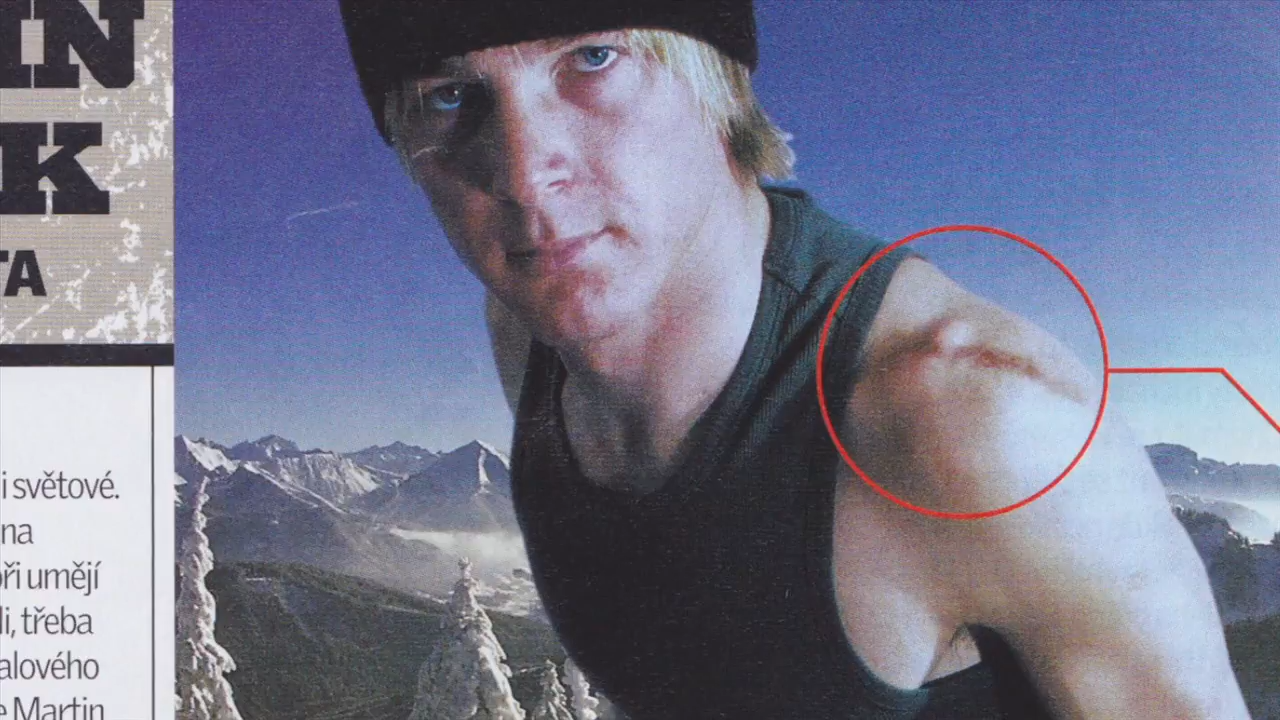 IN
K
TA
i světové.
na
ři umějí
li, třeba
alového
e Martin